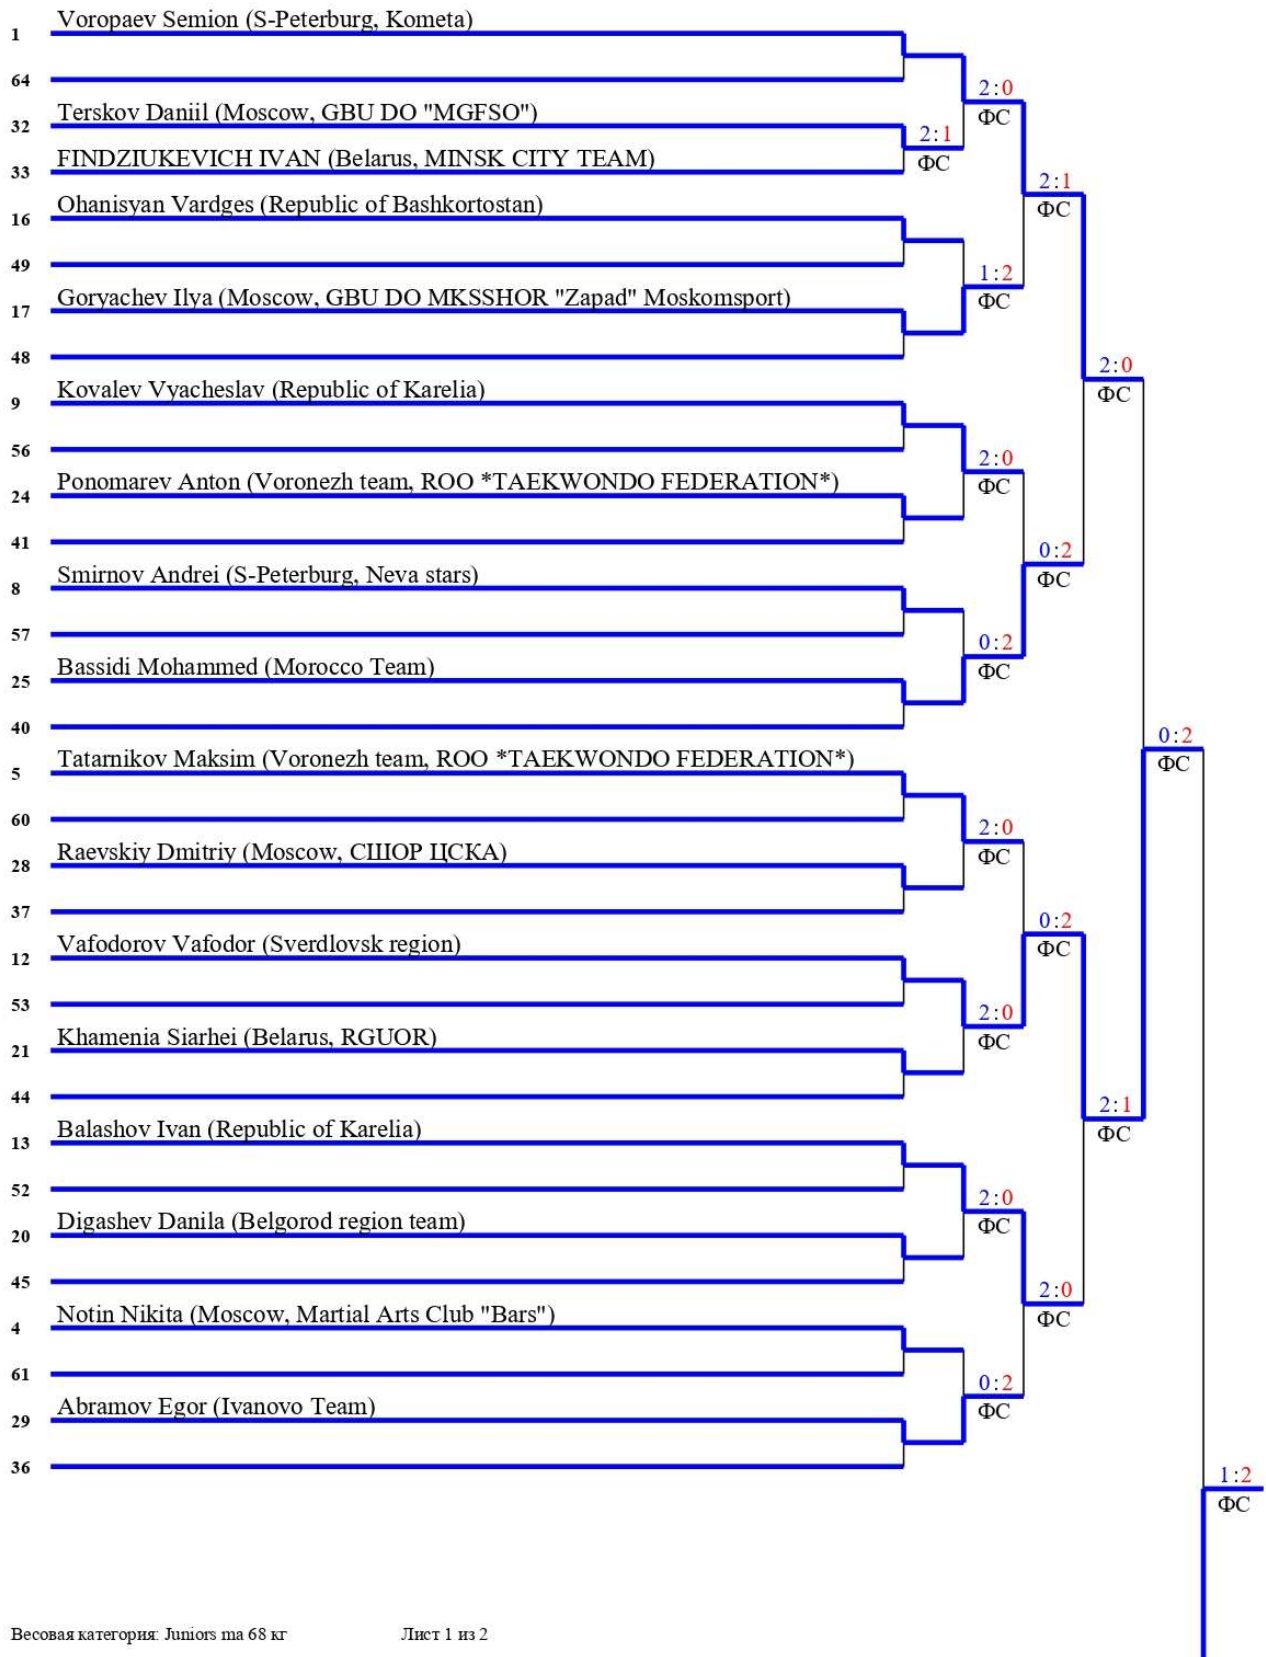 Voropaev Semion (S-Peterburg, Kometa)
1
64
2:0
ФС
Terskov Daniil (Moscow, GBU DO "MGFSO")
32
2:1
ФС
FINDZIUKEVICH IVAN (Belarus, MINSK CITY TEAM)
33
2:1
ФС
Ohanisyan Vardges (Republic of Bashkortostan)
16
49
1:2
ФС
Goryachev Ilya (Moscow, GBU DO MKSSHOR "Zapad" Moskomsport)
17
48
2:0
ФС
Kovalev Vyacheslav (Republic of Karelia)
9
56
2:0
ФС
Ponomarev Anton (Voronezh team, ROO *TAEKWONDO FEDERATION*)
24
41
0:2
ФС
Smirnov Andrei (S-Peterburg, Neva stars)
8
57
0:2
ФС
Bassidi Mohammed (Morocco Team)
25
40
0:2
ФС
Tatarnikov Maksim (Voronezh team, ROO *TAEKWONDO FEDERATION*)
5
60
2:0
ФС
Raevskiy Dmitriy (Moscow, СШОР ЦСКА)
28
37
0:2
ФС
Vafodorov Vafodor (Sverdlovsk region)
12
53
2:0
ФС
Khamenia Siarhei (Belarus, RGUOR)
21
44
2:1
ФС
Balashov Ivan (Republic of Karelia)
13
52
2:0
ФС
Digashev Danila (Belgorod region team)
20
45
2:0
ФС
Notin Nikita (Moscow, Martial Arts Club "Bars")
4
61
0:2
ФС
Abramov Egor (Ivanovo Team)
29
36
1:2
ФС
Весовая категория: Juniors ma 68 кг Лист 1 из 2